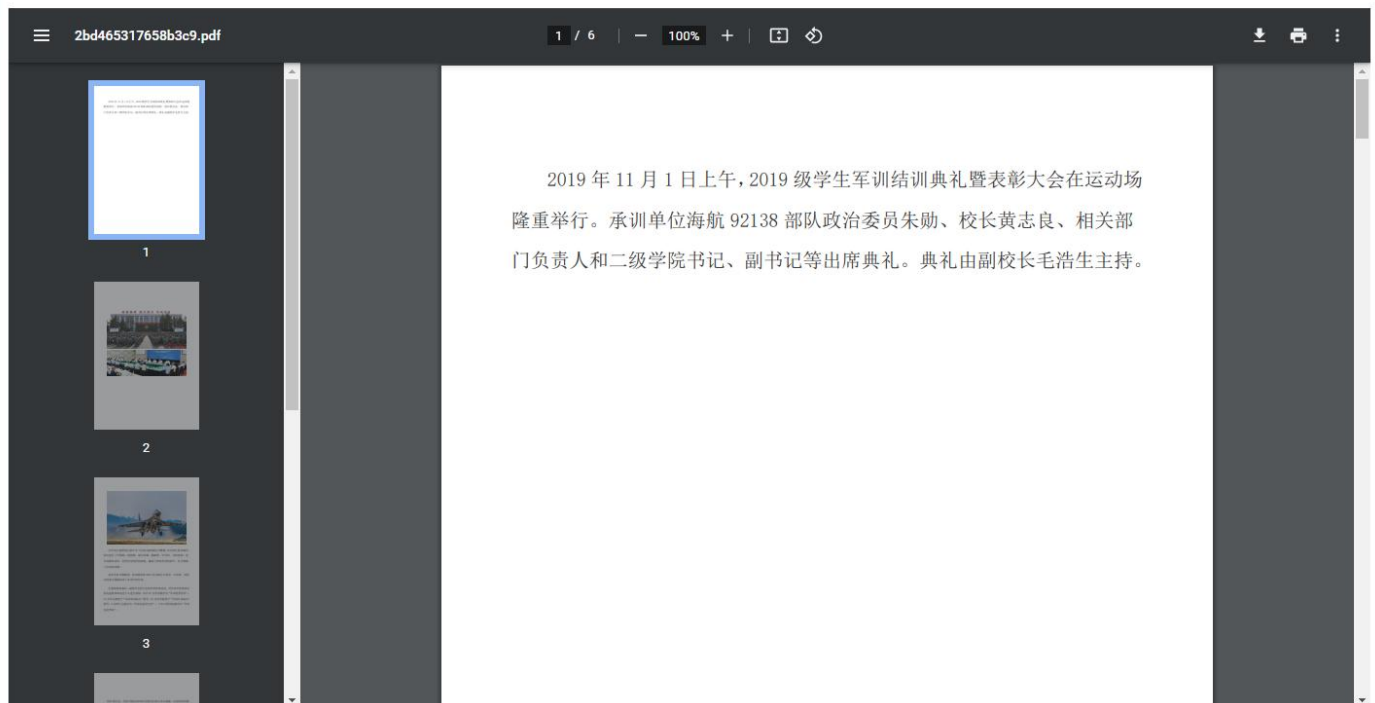 2bd465317658b3c9.pdf
1 / 6
100%
2019 年 11 月 1 日上午，2019 级学生军训结训典礼暨表彰大会在运动场
隆重举行。承训单位海航 92138 部队政治委员朱勋、校长黄志良、相关部
门负责人和二级学院书记、副书记等出席典礼。典礼由副校长毛浩生主持。
1
2
3